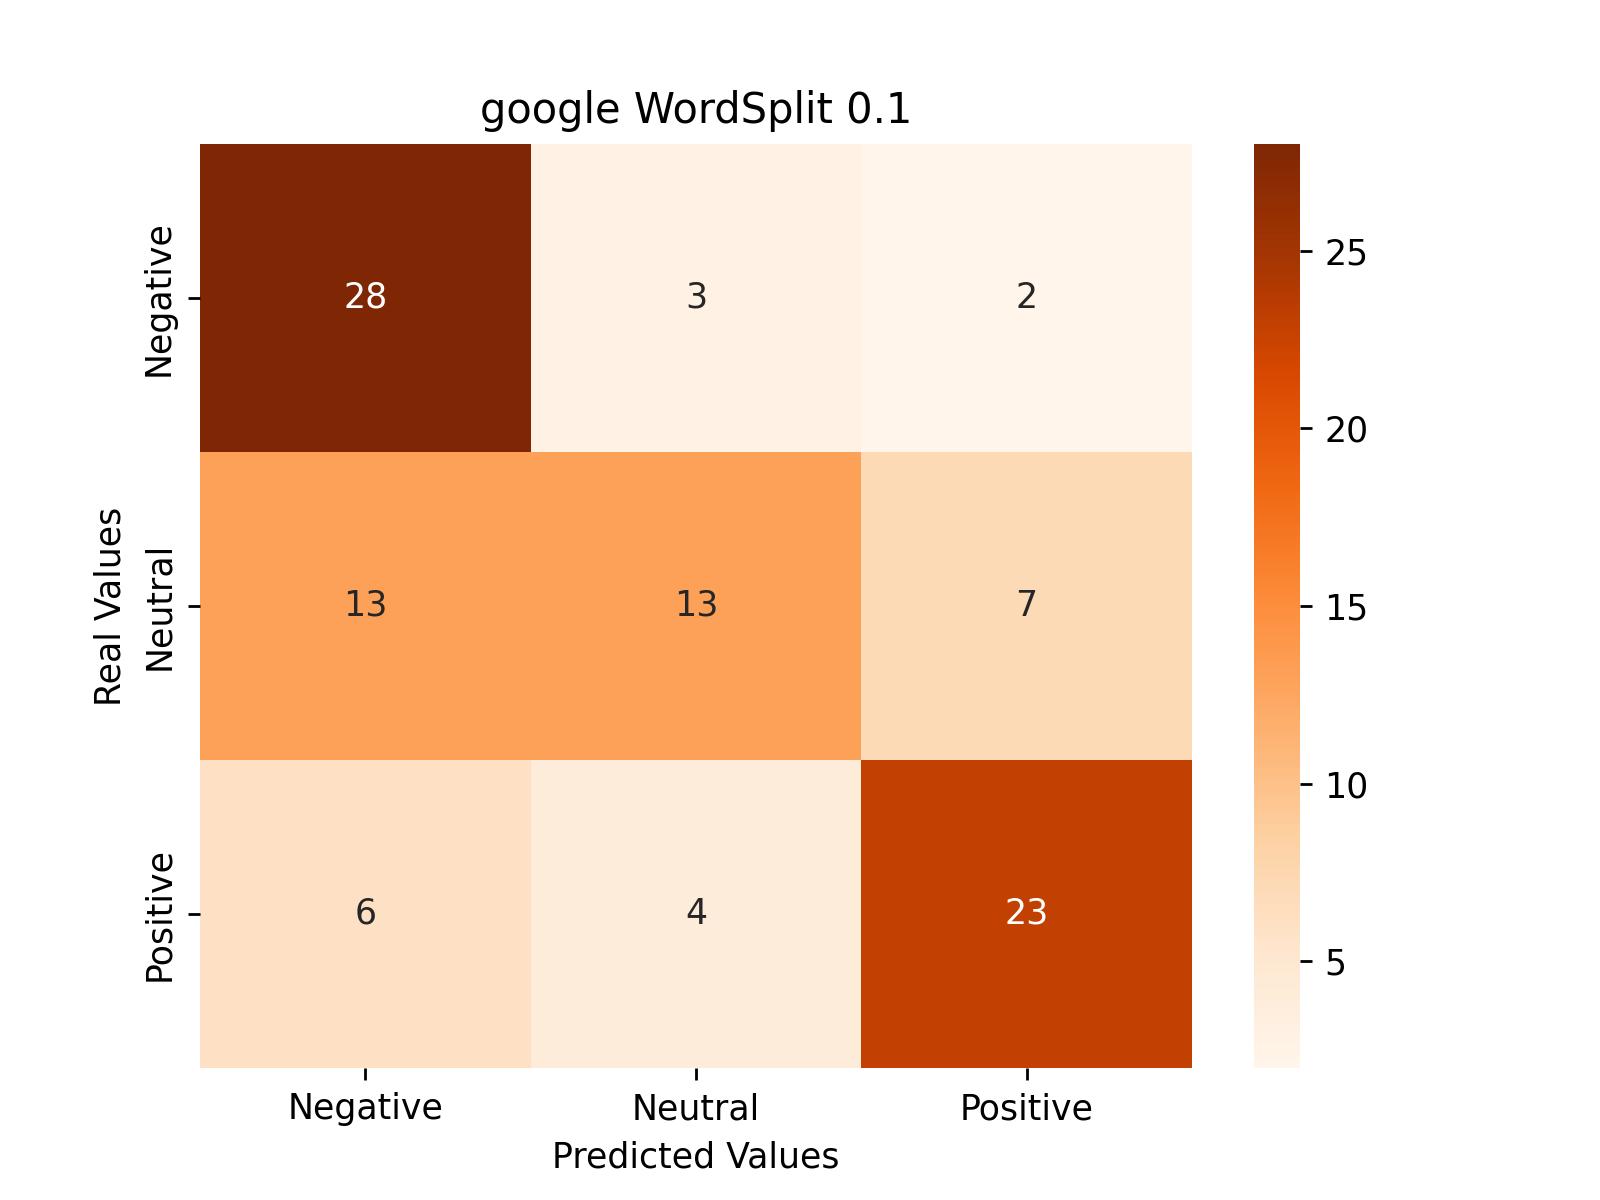 google WordSplit 0.1
Real Values
Negative
28 3 2
Neutral
13 13 7
Positive
6 4 23
Negative Neutral Positive
Predicted Values
25
20
15
10
5